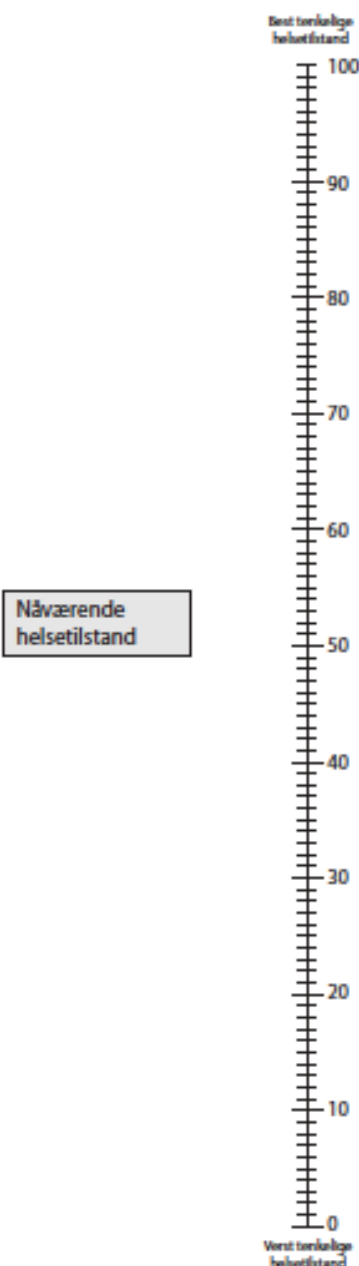 Best tenkelige
helsetilstand
100
90
80
70
60
Nåværende
helsetilstand
50
40
30
20
10
0
Verst tenkelige
helsetilstand